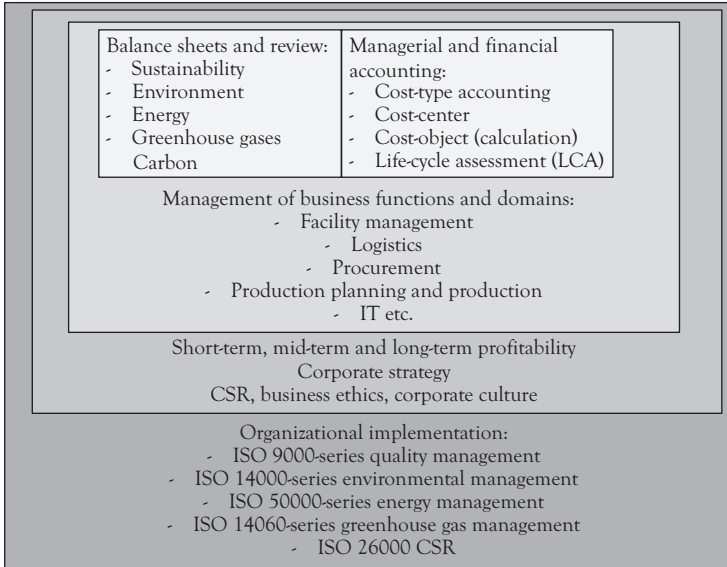 Balance sheets and review:
- Sustainability
- Environment
- Energy
- Greenhouse gases
Carbon
Managerial and financial
accounting:
- Cost-type accounting
- Cost-center
- Cost-object (calculation)
- Life-cycle assessment (LCA)
Management of business functions and domains:
- Facility management
- Logistics
- Procurement
- Production planning and production
- IT etc.
Short-term, mid-term and long-term profitability
Corporate strategy
CSR, business ethics, corporate culture
Organizational implementation:
- ISO 9000-series quality management
- ISO 14000-series environmental management
- ISO 50000-series energy management
- ISO 14060-series greenhouse gas management
- ISO 26000 CSR